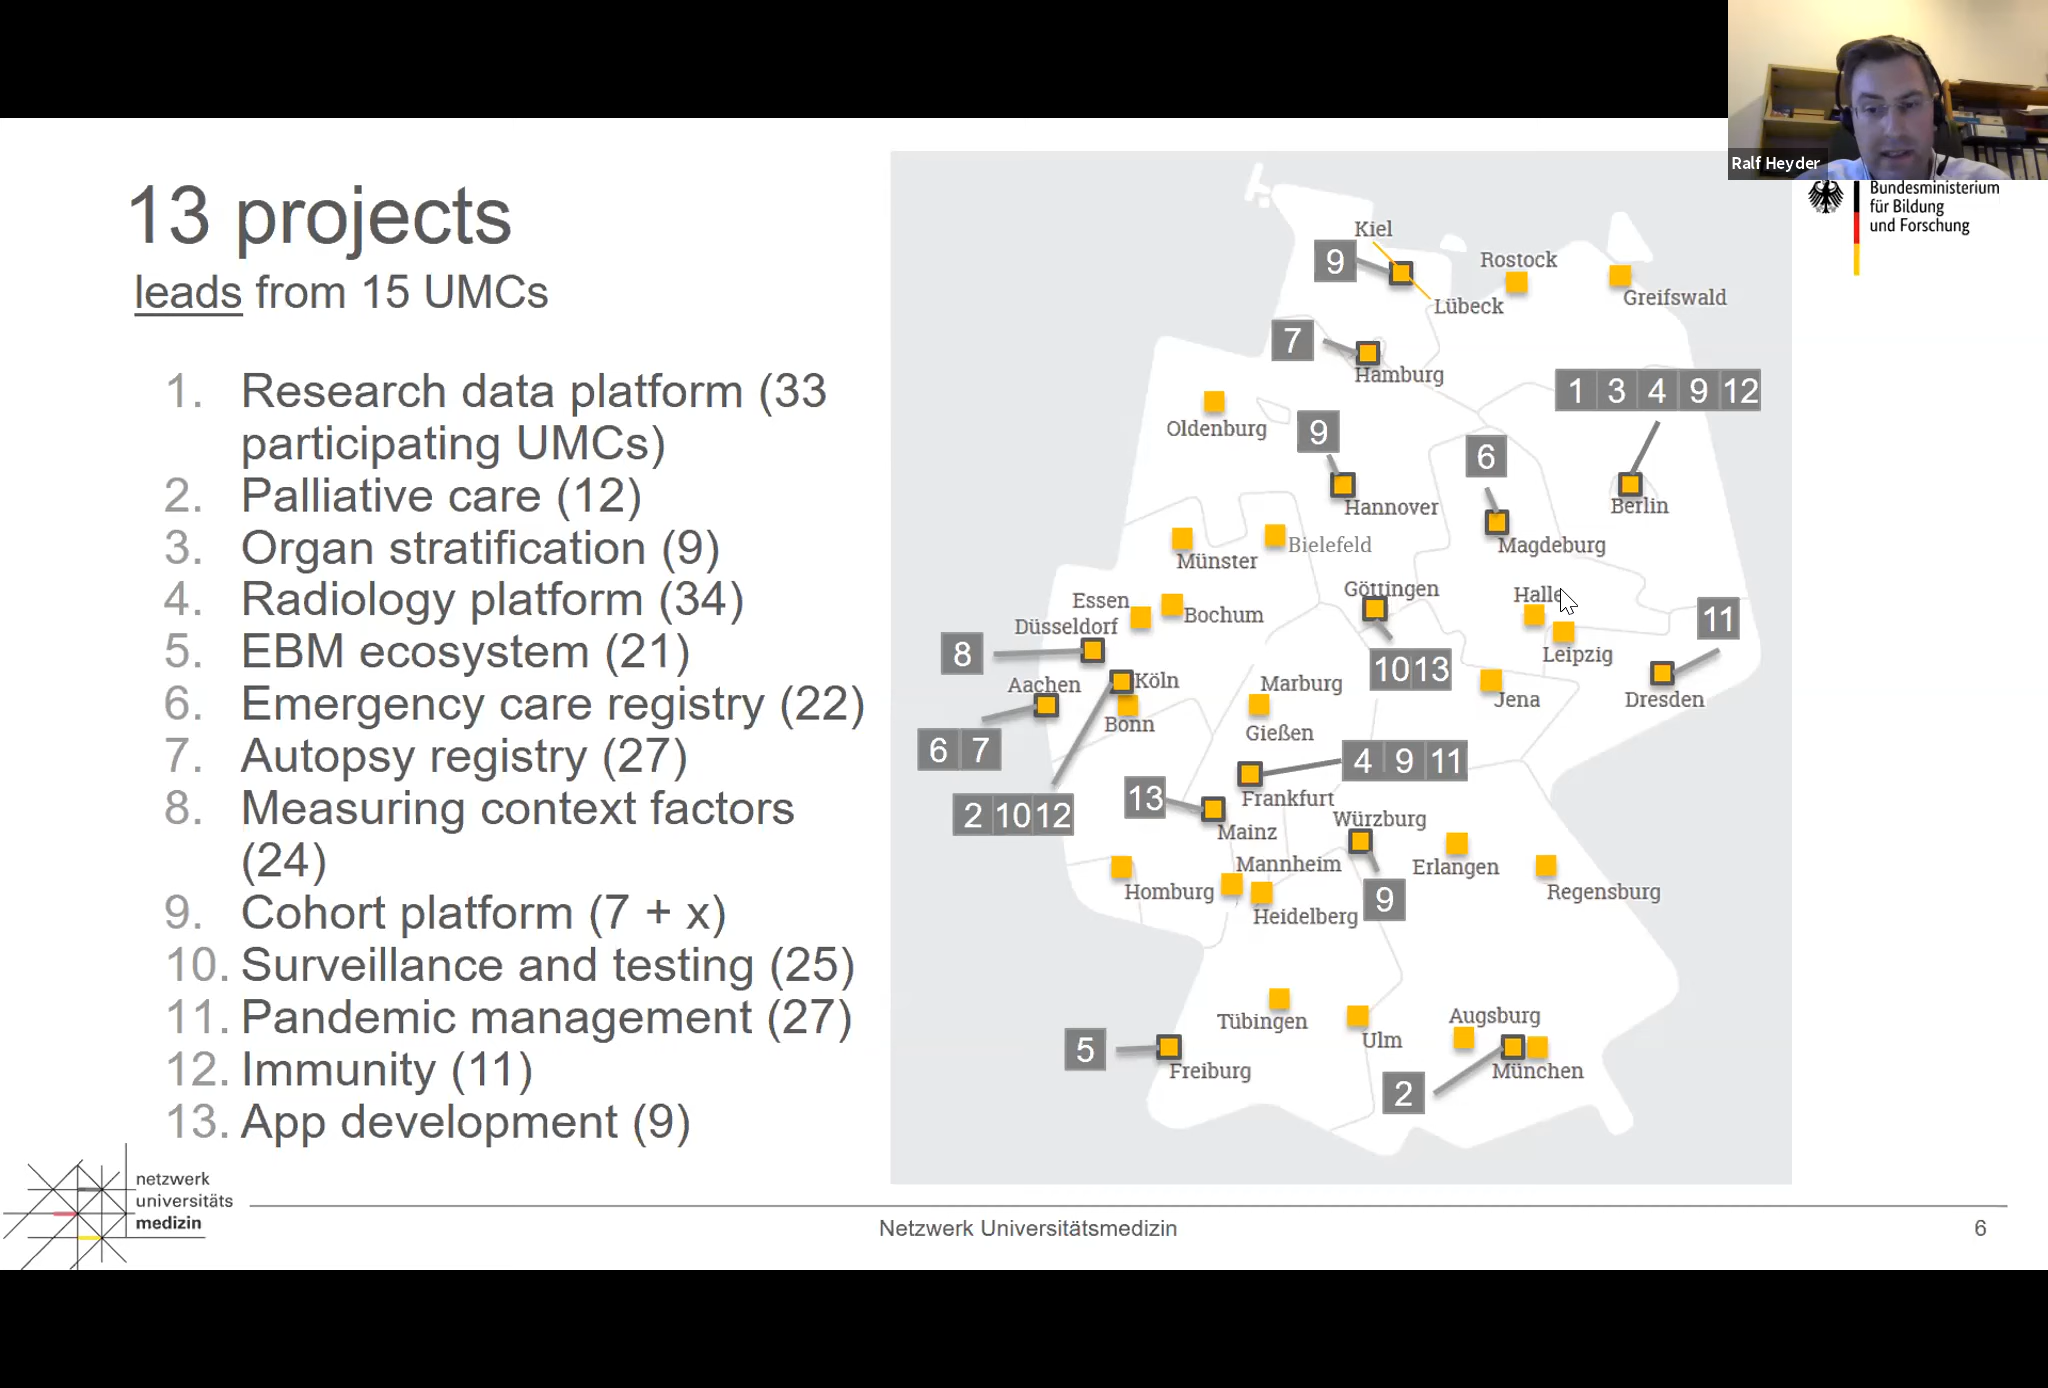 Ralf Heyder
Bundesministerium
für Bildung
und Forschung
13 projects
leads from 15 UMCs
1. Research data platform (33
participating UMCs)
2. Palliative care (12)
3. Organ stratification (9)
4. Radiology platform (34)
5. EBM ecosystem (21)
6. Emergency care registry (22)
7. Autopsy registry (27)
8. Measuring context factors
(24)
9. Cohort platform (7 + x)
10. Surveillance and testing (25)
11. Pandemic management (27)
12. Immunity (11)
13. App development (9)
Kiel
9
Rostock
Greifswald
Lübeck
7
Hamburg
1 3 4 9 12
Oldenburg
9
6
Hannover
Berlin
Magdeburg
Münster
Bielefeld
Göttingen
Halle
Essen
Bochum
11
Düsseldorf
8
Leipzig
10 13
Aachen
Köln
Marburg
Jena
Dresden
Bonn
Gießen
6 7
4 9 11
13
Frankfurt
2 10 12
Würzburg
Mainz
Mannheim
Erlangen
Homburg
Regensburg
9
Heidelberg
Augsburg
Tübingen
Ulm
5
Freiburg
München
2
netzwerk
universitäts
medizin
Netzwerk Universitätsmedizin
6